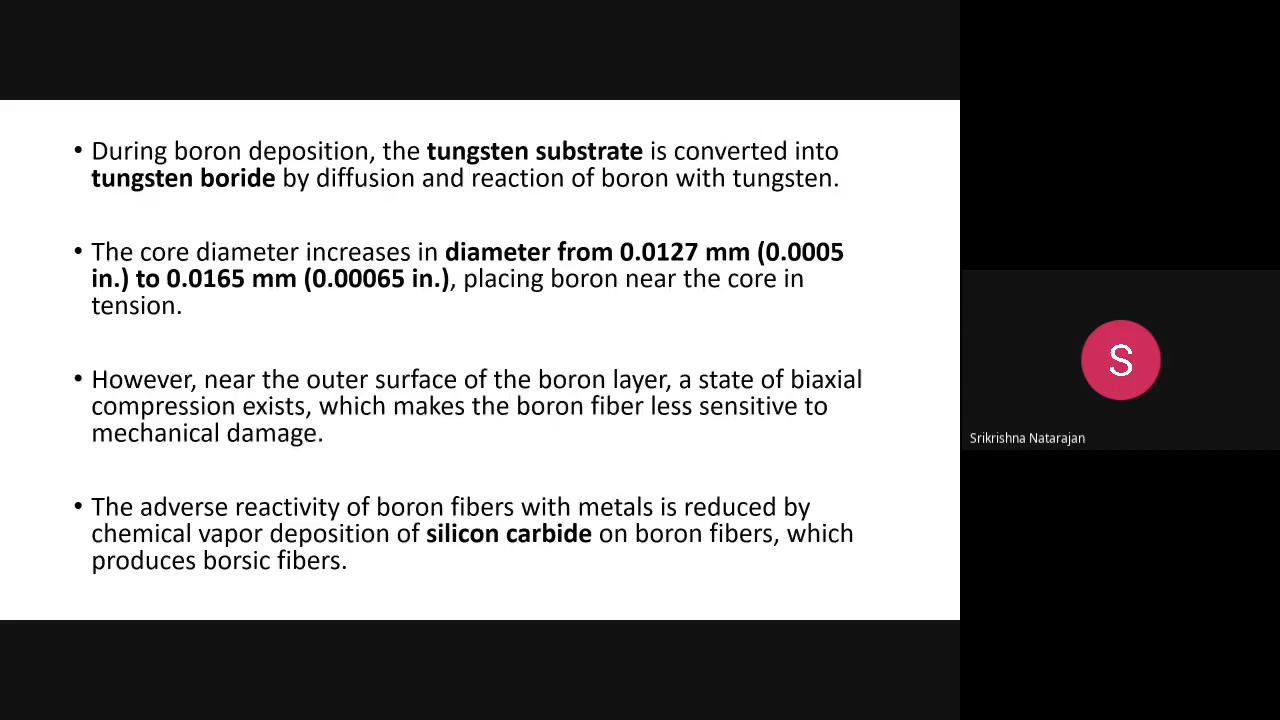 • During boron deposition, the tungsten substrate is converted into
tungsten boride by diffusion and reaction of boron with tungsten.
• The core diameter increases in diameter from 0.0127 mm (0.0005
in.) to 0.0165 mm (0.00065 in.), placing boron near the core in
tension.
• However, near the outer surface of the boron layer, a state of biaxial
compression exists, which makes the boron fiber less sensitive to
mechanical damage.
• The adverse reactivity of boron fibers with metals is reduced by
chemical vapor deposition of silicon carbide on boron fibers, which
produces borsic fibers.
S
Srikrishna Natarajan